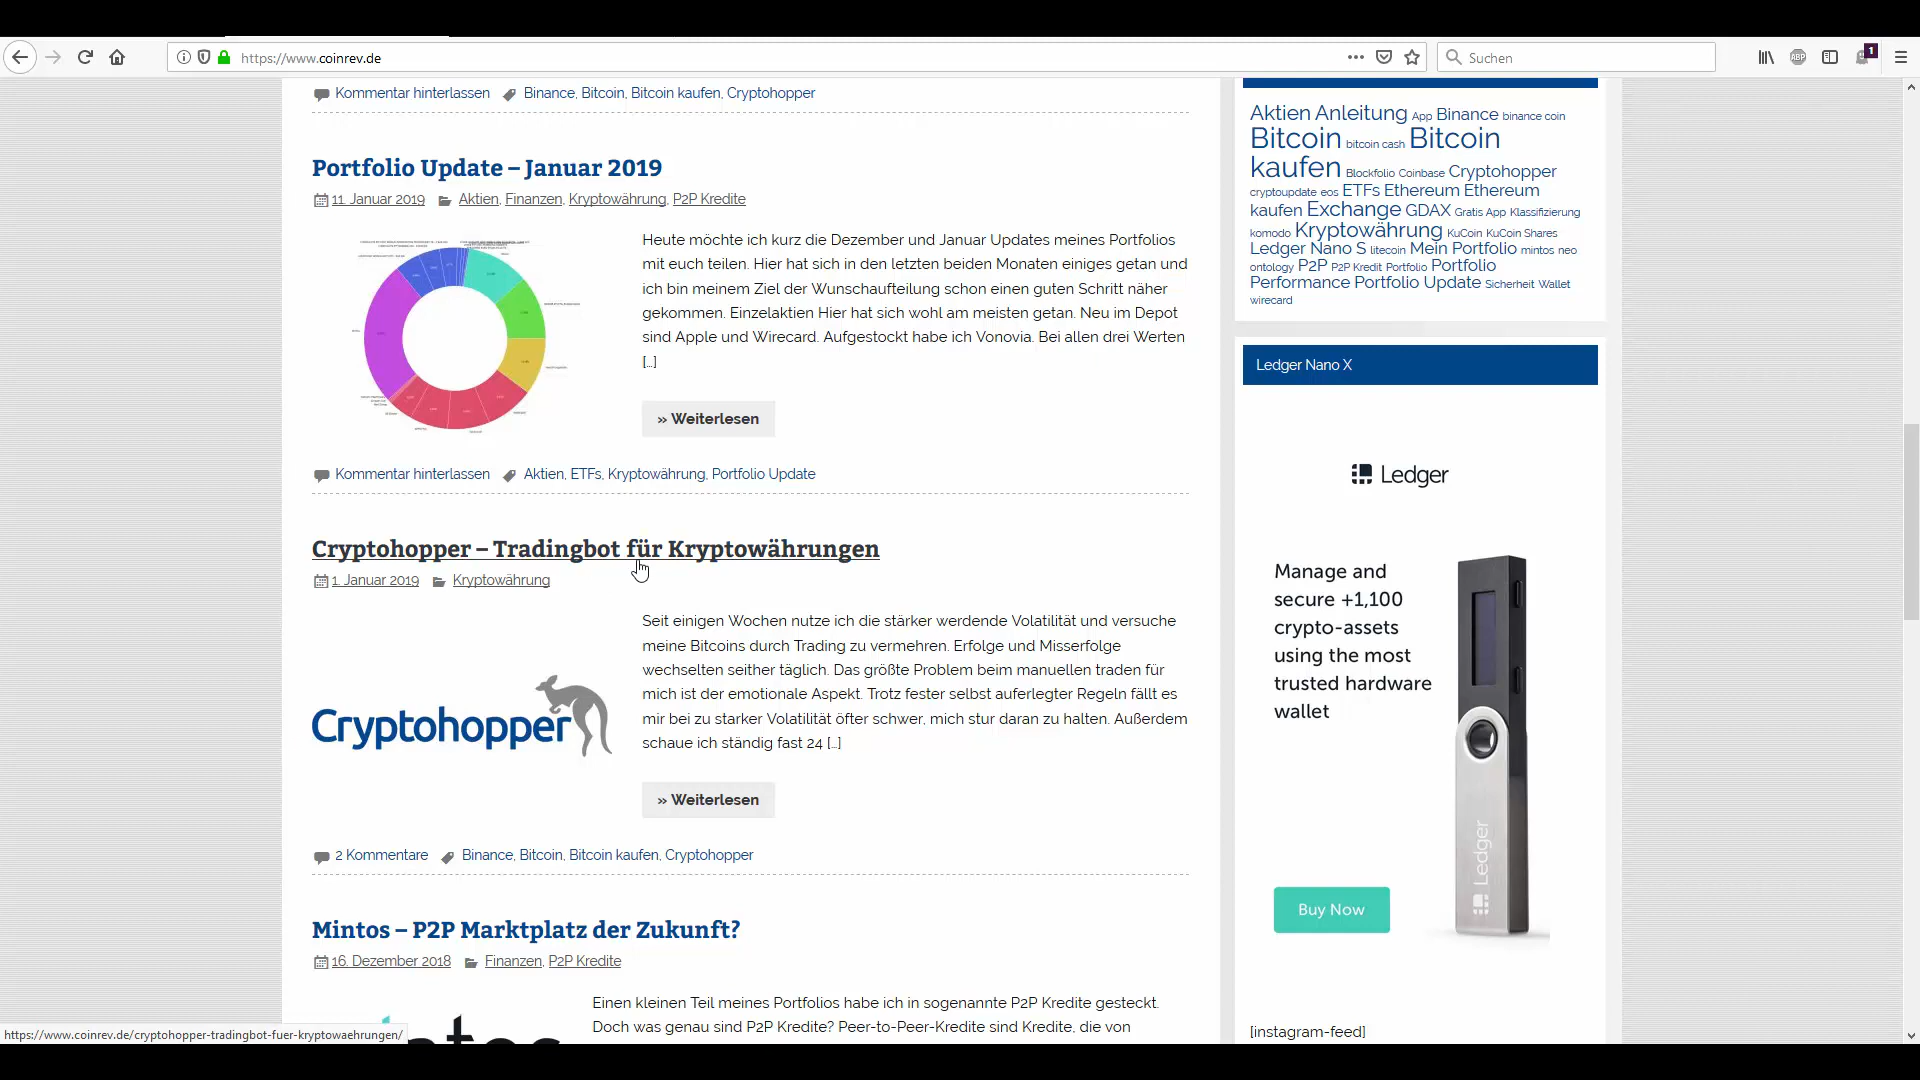 https://www.coinrev.de
Suchen
ABP
1
Kommentar hinterlassen Binance, Bitcoin, Bitcoin kaufen, Cryptohopper
Portfolio Update – Januar 2019
11. Januar 2019 Aktien, Finanzen, Kryptowährung, P2P Kredite
Heute möchte ich kurz die Dezember und Januar Updates meines Portfolios
mit euch teilen. Hier hat sich in den letzten beiden Monaten einiges getan und
ich bin meinem Ziel der Wunschaufteilung schon einen guten Schritt näher
gekommen. Einzelaktien Hier hat sich wohl am meisten getan. Neu im Depot
sind Apple und Wirecard. Aufgestockt habe ich Vonovia. Bei allen drei Werten
[…]
» Weiterlesen
Kommentar hinterlassen Aktien, ETFs, Kryptowährung, Portfolio Update
Cryptohopper – Tradingbot für Kryptowährungen
1. Januar 2019 Kryptowährung
Cryptohopper
Seit einigen Wochen nutze ich die stärker werdende Volatilität und versuche
meine Bitcoins durch Trading zu vermehren. Erfolge und Misserfolge
wechselten seither täglich. Das größte Problem beim manuellen traden für
mich ist der emotionale Aspekt. Trotz fester selbst auferlegter Regeln fällt es
mir bei zu starker Volatilität öfter schwer, mich stur daran zu halten. Außerdem
schaue ich ständig fast 24 […]
» Weiterlesen
2 Kommentare Binance, Bitcoin, Bitcoin kaufen, Cryptohopper
Mintos – P2P Marktplatz der Zukunft?
16. Dezember 2018 Finanzen, P2P Kredite
Einen kleinen Teil meines Portfolios habe ich in sogenannte P2P Kredite gesteckt.
Doch was genau sind P2P Kredite? Peer-to-Peer-Kredite sind Kredite, die von
https://www.coinrev.de/cryptohopper-tradingbot-fuer-kryptowaehrungen/
Aktien Anleitung App Binance binance coin
Bitcoin bitcoin cash Bitcoin
kaufen Blockfolio Coinbase Cryptohopper
cryptoupdate eos ETFs Ethereum Ethereum
kaufen Exchange GDAX Gratis App Klassifizierung
komodo Kryptowährung KuCoin KuCoin Shares
Ledger Nano S litecoin Mein Portfolio mintos neo
ontology P2P P2P Kredit Portfolio Portfolio
Performance Portfolio Update Sicherheit Wallet
wirecard
Ledger Nano X
Ledger
Manage and
secure +1,100
crypto-assets
using the most
trusted hardware
wallet
Ledger
Buy Now
[instagram-feed]